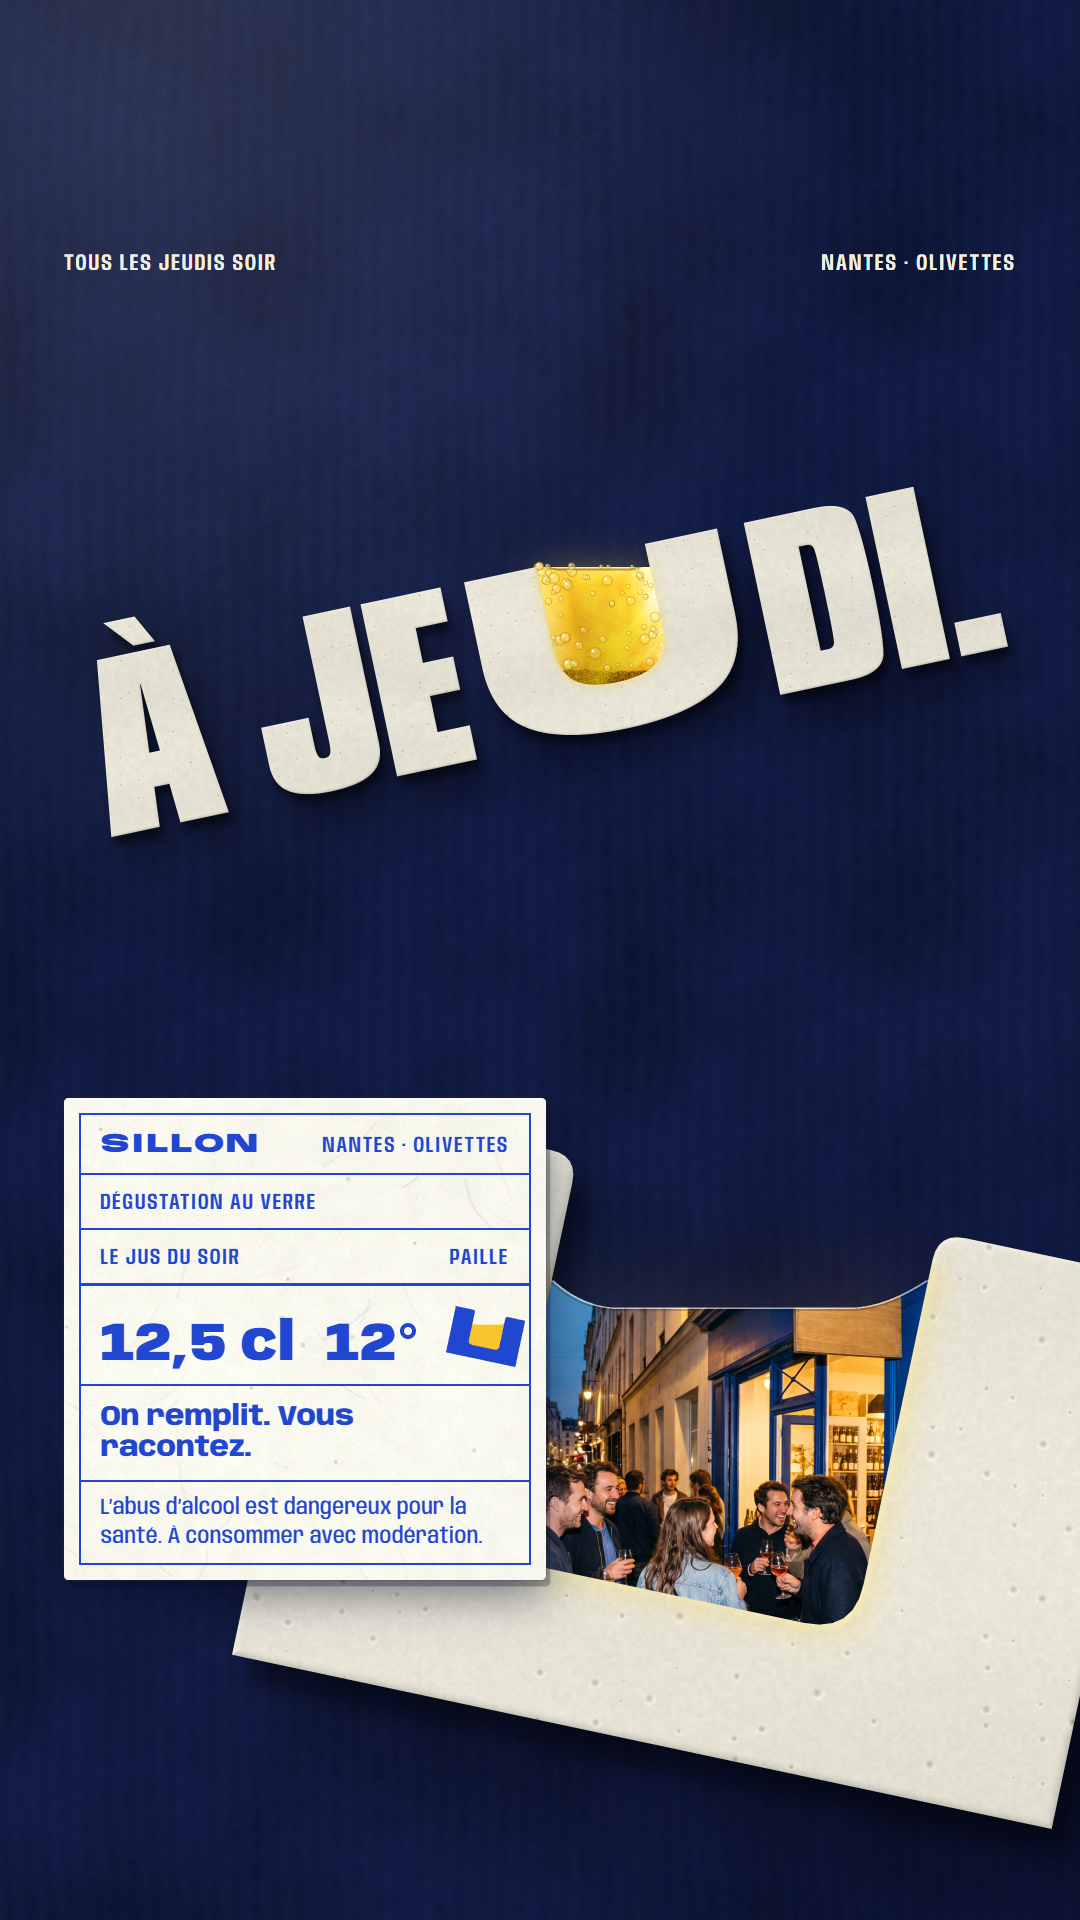 TOUS LES JEUDIS SOIR
NANTES · OLIVETTES
À JEUDI.
SILLON
NANTES · OLIVETTES
DÉGUSTATION AU VERRE
LE JUS DU SOIR
PAILLE
12,5 cl 12°
On remplit. Vous
racontez.
L'abus d'alcool est dangereux pour la
santé. À consommer avec modération.